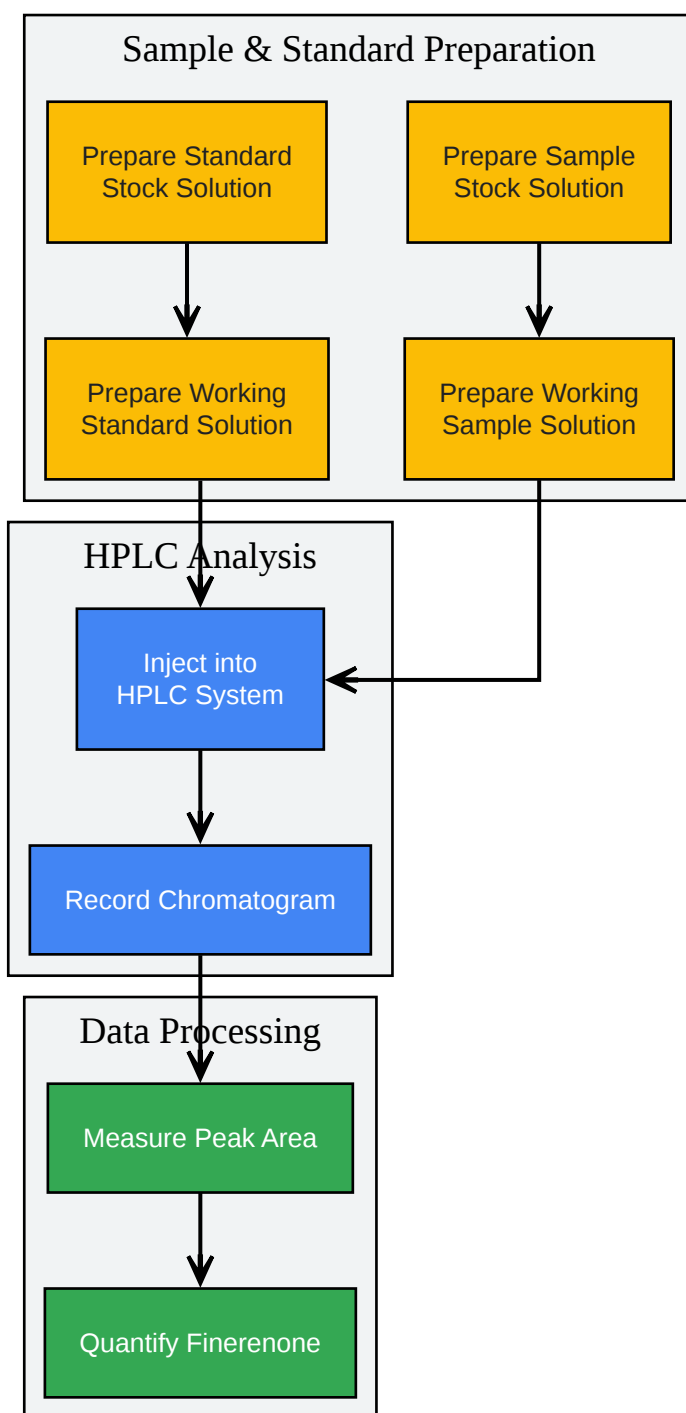 Sample & Standard Preparation
Prepare Standard
Stock Solution
Prepare Sample
Stock Solution
Prepare Working
Standard Solution
Prepare Working
Sample Solution
HPLC Analysis
Inject into
HPLC System
Record Chromatogram
Data Processing
Measure Peak Area
Quantify Finerenone